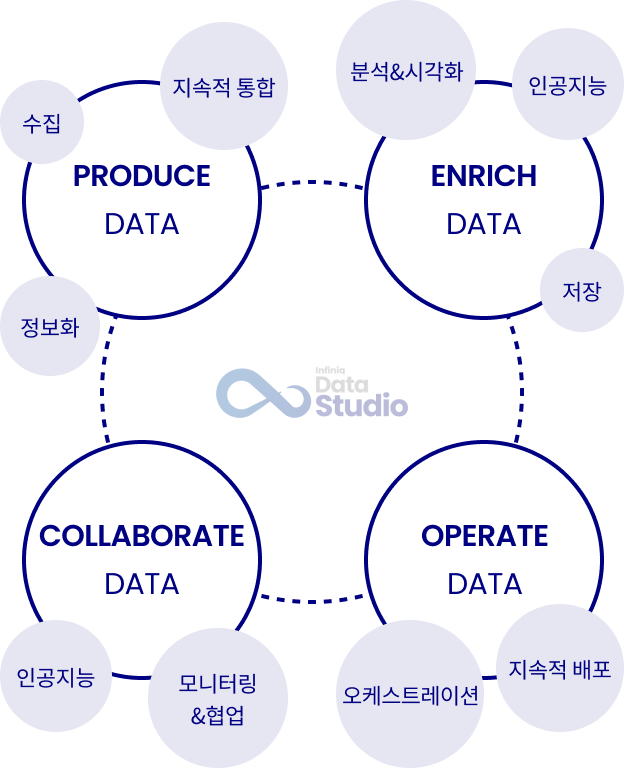 수집
지속적 통합
PRODUCE
DATA
정보화
분석&시각화
인공지능
ENRICH
DATA
저장
Infiniq
Data
Studio
COLLABORATE
DATA
인공지능
모니터링
&협업
OPERATE
DATA
오케스트레이션
지속적 배포